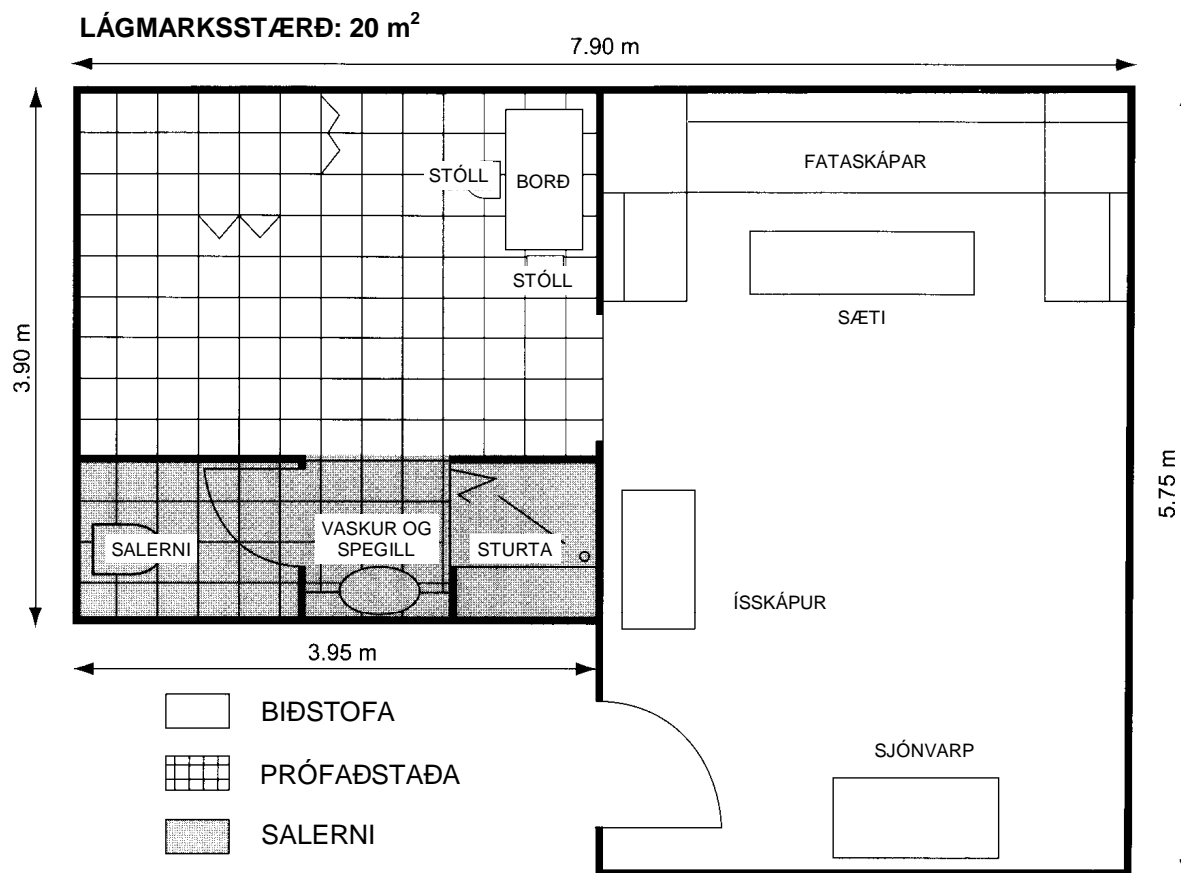 LÁGMARKSSTÆRÐ: 20 m²
7.90 m
FATASKÁPAR
STÓLL
BORÐ
STÓLL
SÆTI
3.90 m
5.75 m
VASKUR OG
SPEGILL
SALERNI
STURTA
ÍSSKÁPUR
3.95 m
BIÐSTOFA
SJÓNVARP
PRÓFAÐSTAÐA
SALERNI